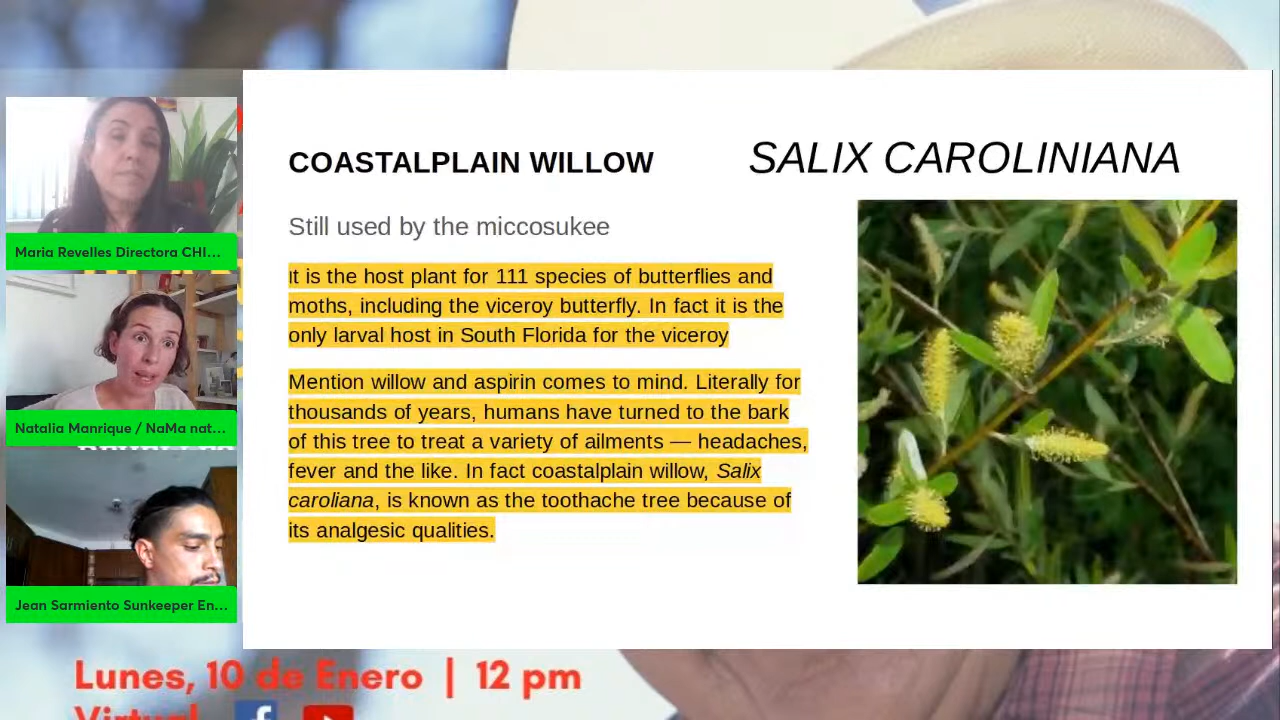 COASTALPLAIN WILLOW
SALIX CAROLINIANA
Still used by the miccosukee
It is the host plant for 111 species of butterflies and
moths, including the viceroy butterfly. In fact it is the
only larval host in South Florida for the viceroy
Mention willow and aspirin comes to mind. Literally for
thousands of years, humans have turned to the bark
of this tree to treat a variety of ailments — headaches,
fever and the like. In fact coastalplain willow, Salix
caroliana, is known as the toothache tree because of
its analgesic qualities.
Maria Revelles Directora CHI...
Natalia Manrique / NaMa nat...
Jean Sarmiento Sunkeeper En...
Lunes, 10 de Enero | 12 pm
Virtual